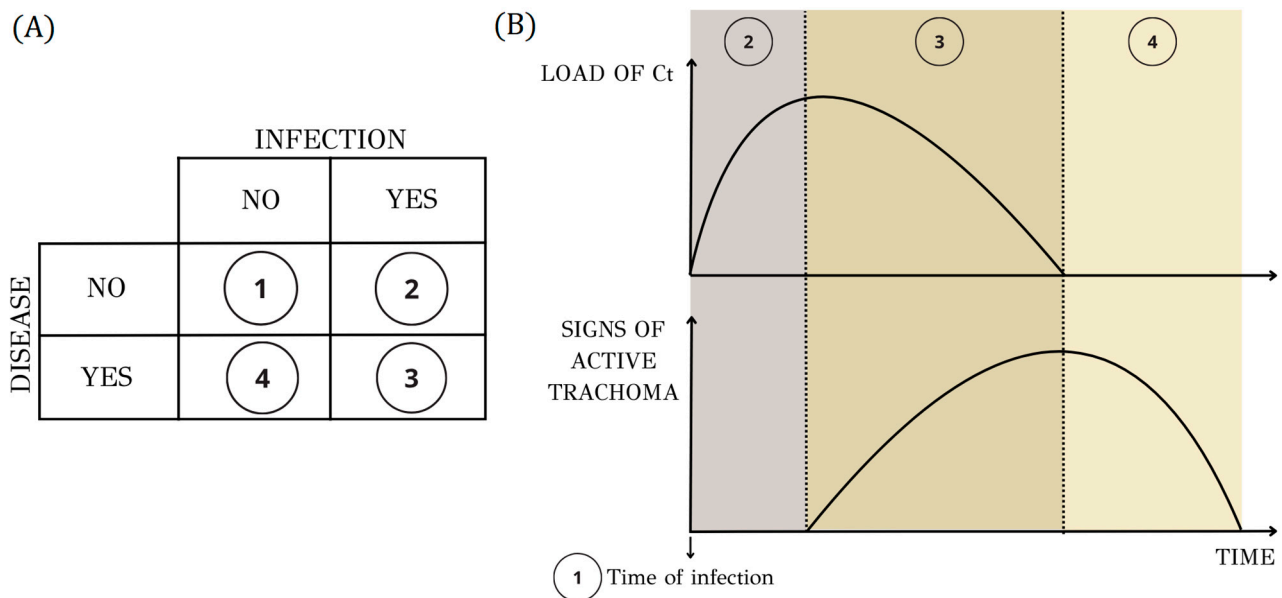 (A)
INFECTION
NO YES
DISEASE
NO 1 2
YES 4 3
(B)
2 3 4
LOAD OF Ct
SIGNS OF
ACTIVE
TRACHOMA
TIME
1 Time of infection